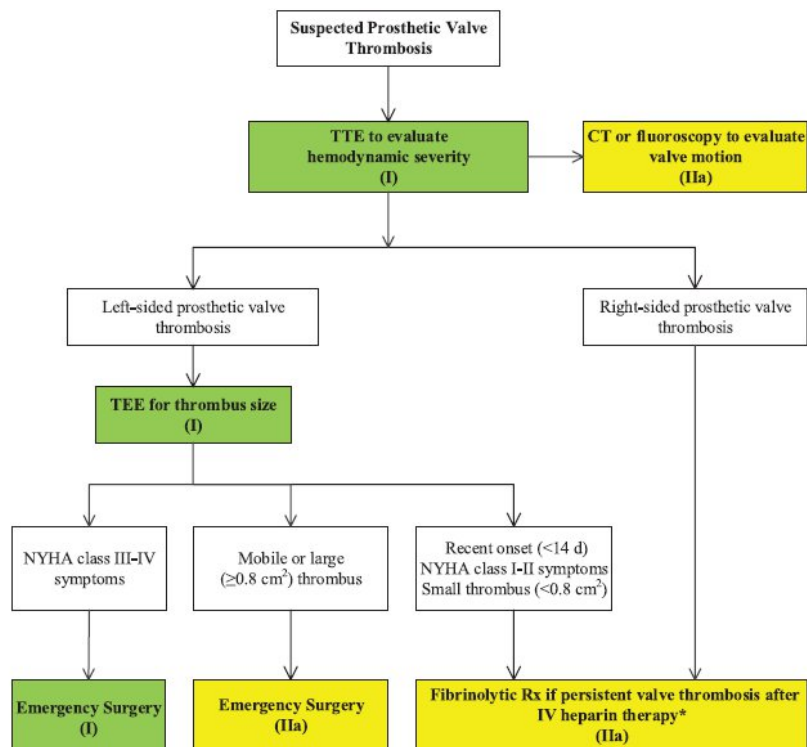 Suspected Prosthetic Valve
Thrombosis
TTE to evaluate
hemodynamic severity
(I)
CT or fluoroscopy to evaluate
valve motion
(IIa)
Left-sided prosthetic valve
thrombosis
Right-sided prosthetic valve
thrombosis
TEE for thrombus size
(I)
NYHA class III-IV
symptoms
Mobile or large
(≥0.8 cm²) thrombus
Recent onset (<14 d)
NYHA class I-II symptoms
Small thrombus (<0.8 cm²)
Emergency Surgery
(I)
Emergency Surgery
(IIa)
Fibrinolytic Rx if persistent valve thrombosis after
IV heparin therapy*
(IIa)